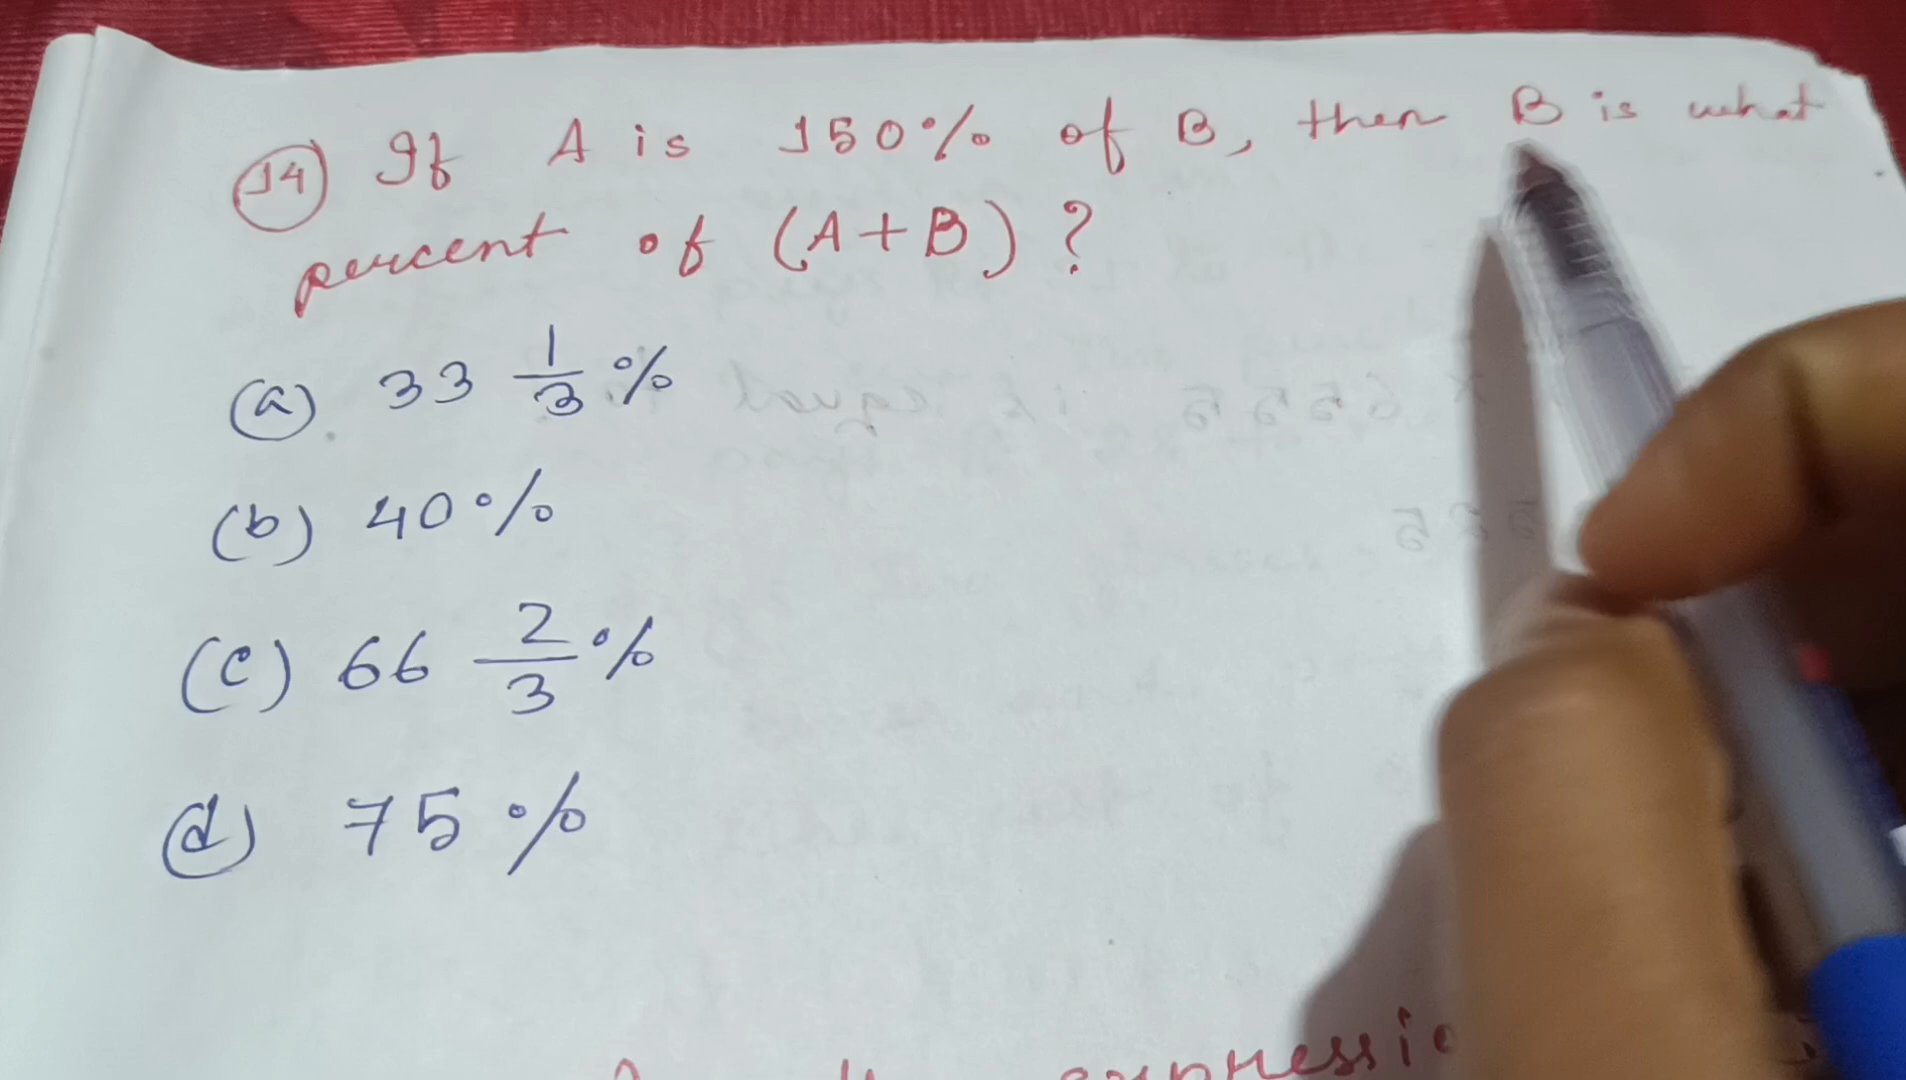 (14) If A is 150% of B, then B is what
percent of (A+B)?
(a) 33 1/3 %
(b) 40%
(c) 66 2/3 %
(d) 75%